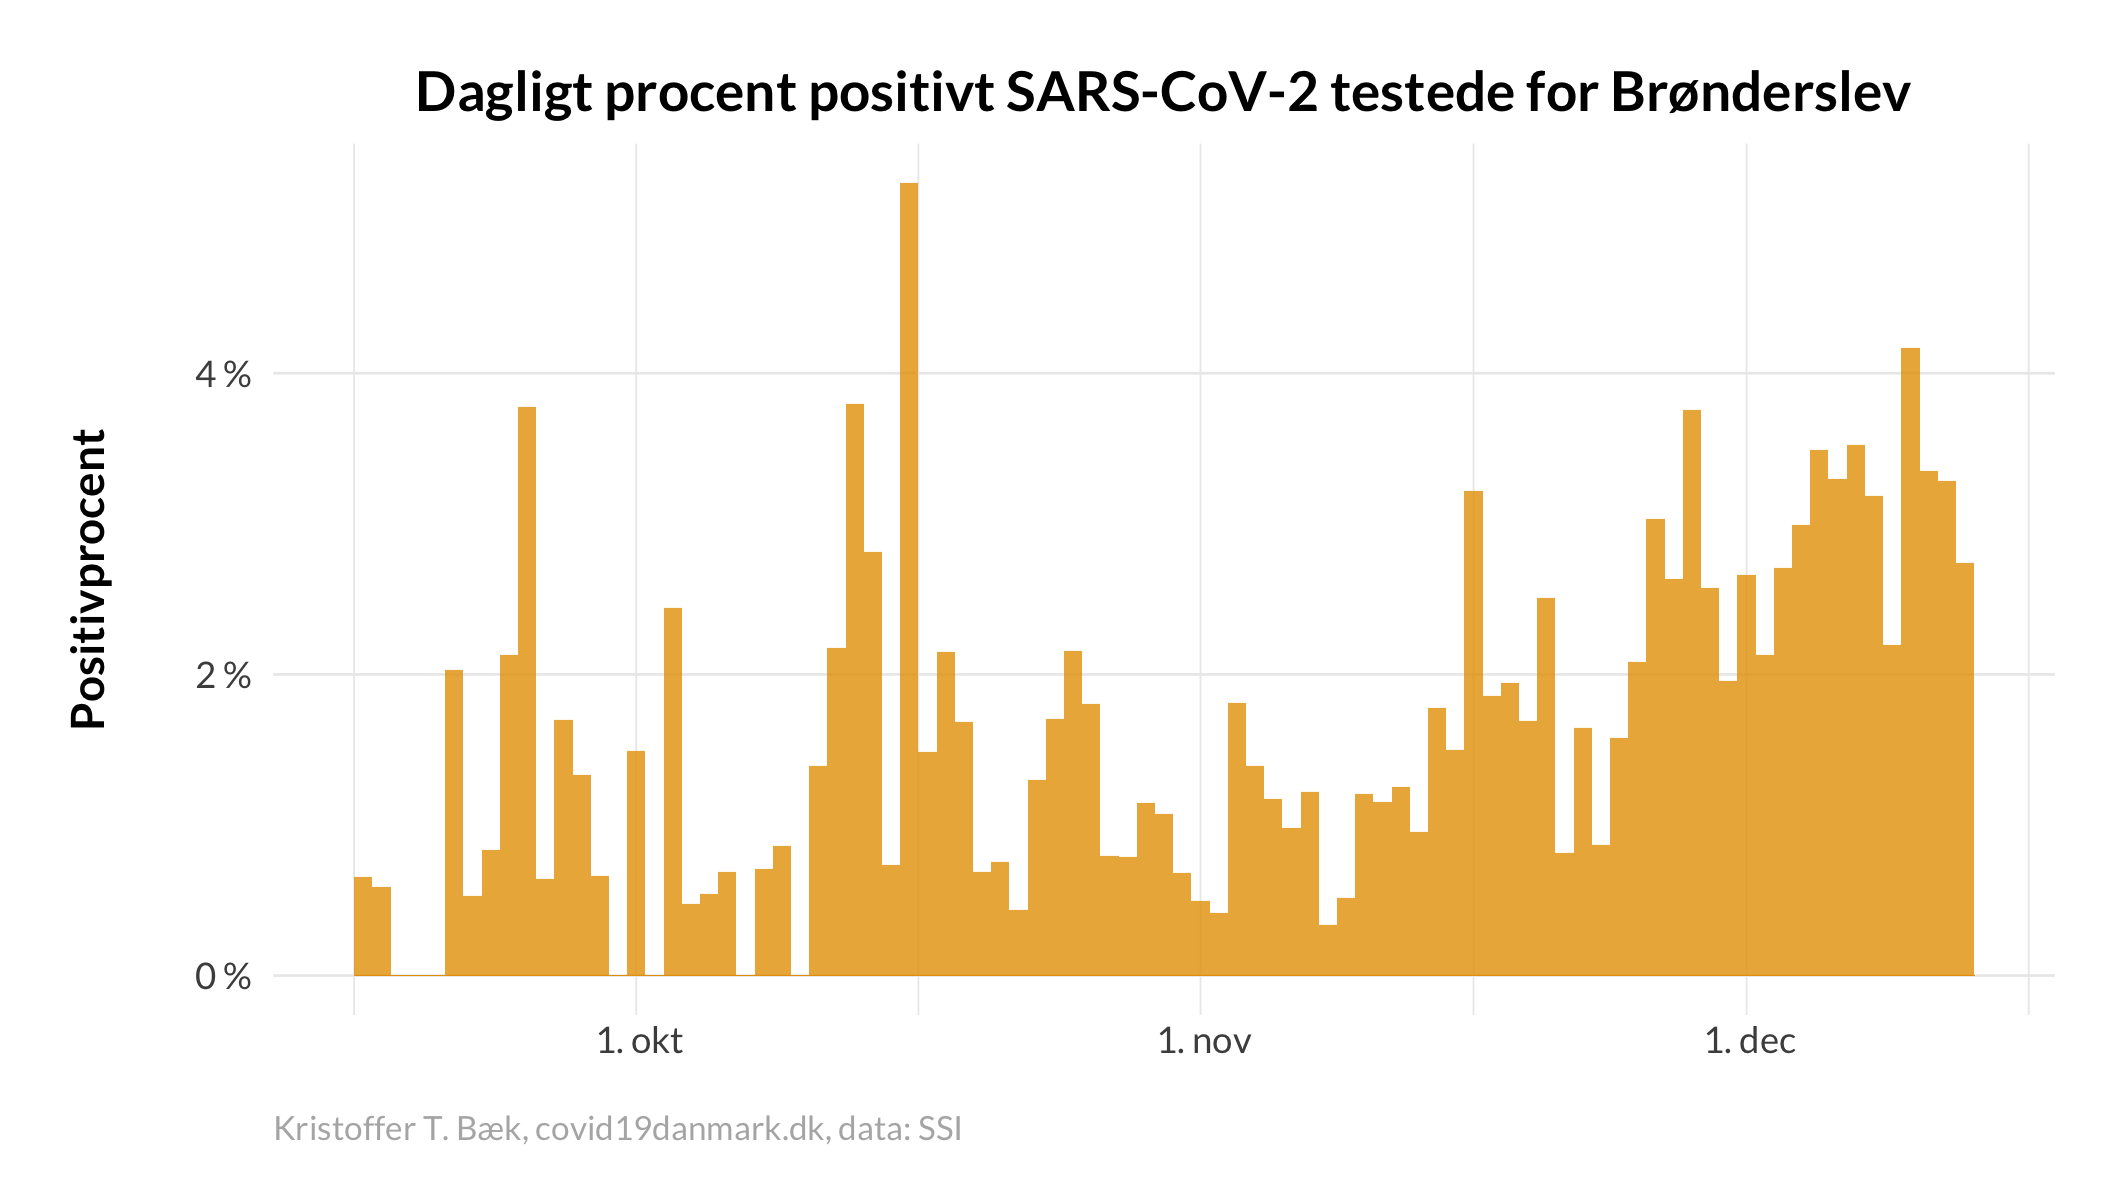 Dagligt procent positivt SARS-CoV-2 testede for Brønderslev
Positivprocent
4 %
2 %
0 %
1. okt
1. nov
1. dec
Kristoffer T. Bæk, covid19danmark.dk, data: SSI